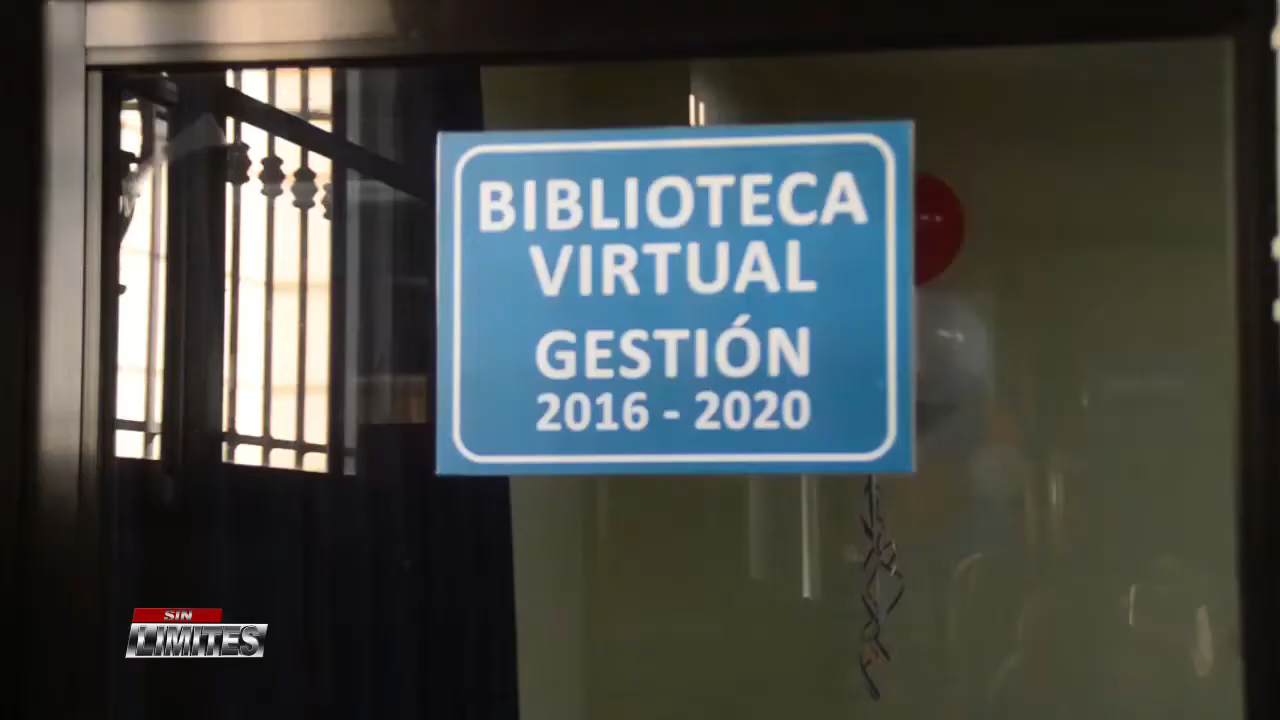 BIBLIOTECA
VIRTUAL
GESTIÓN
2016 - 2020
SIN
LIMITES